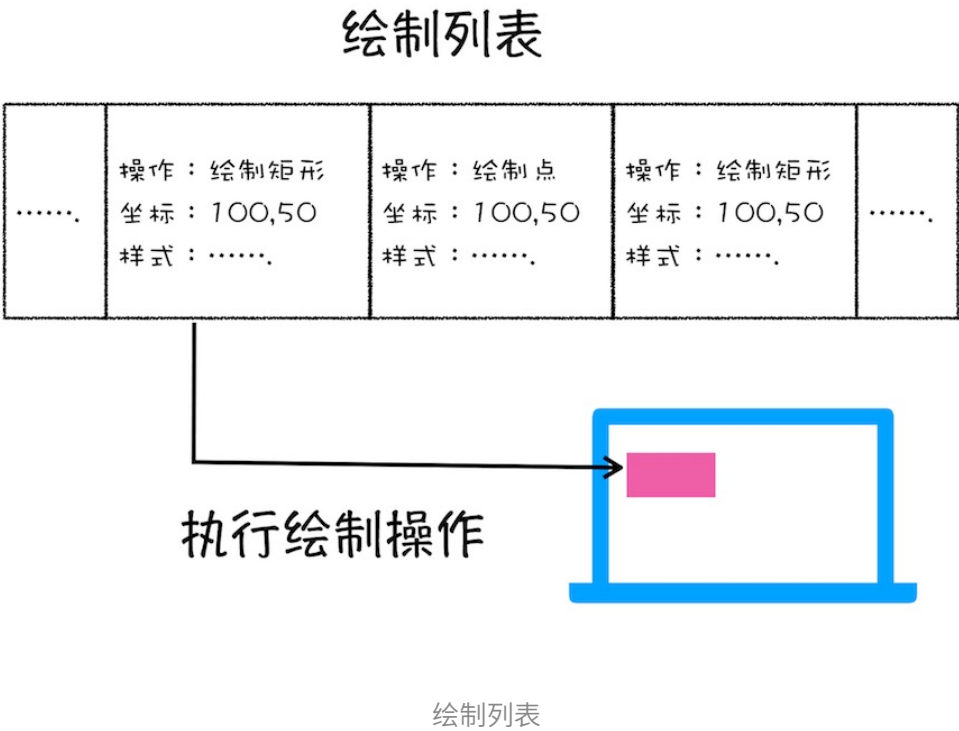 绘制列表
…….
操作：绘制矩形
坐标：100,50
样式：…….
操作：绘制点
坐标：100,50
样式：…….
操作：绘制矩形
坐标：100,50
样式：…….
…….
执行绘制操作
绘制列表